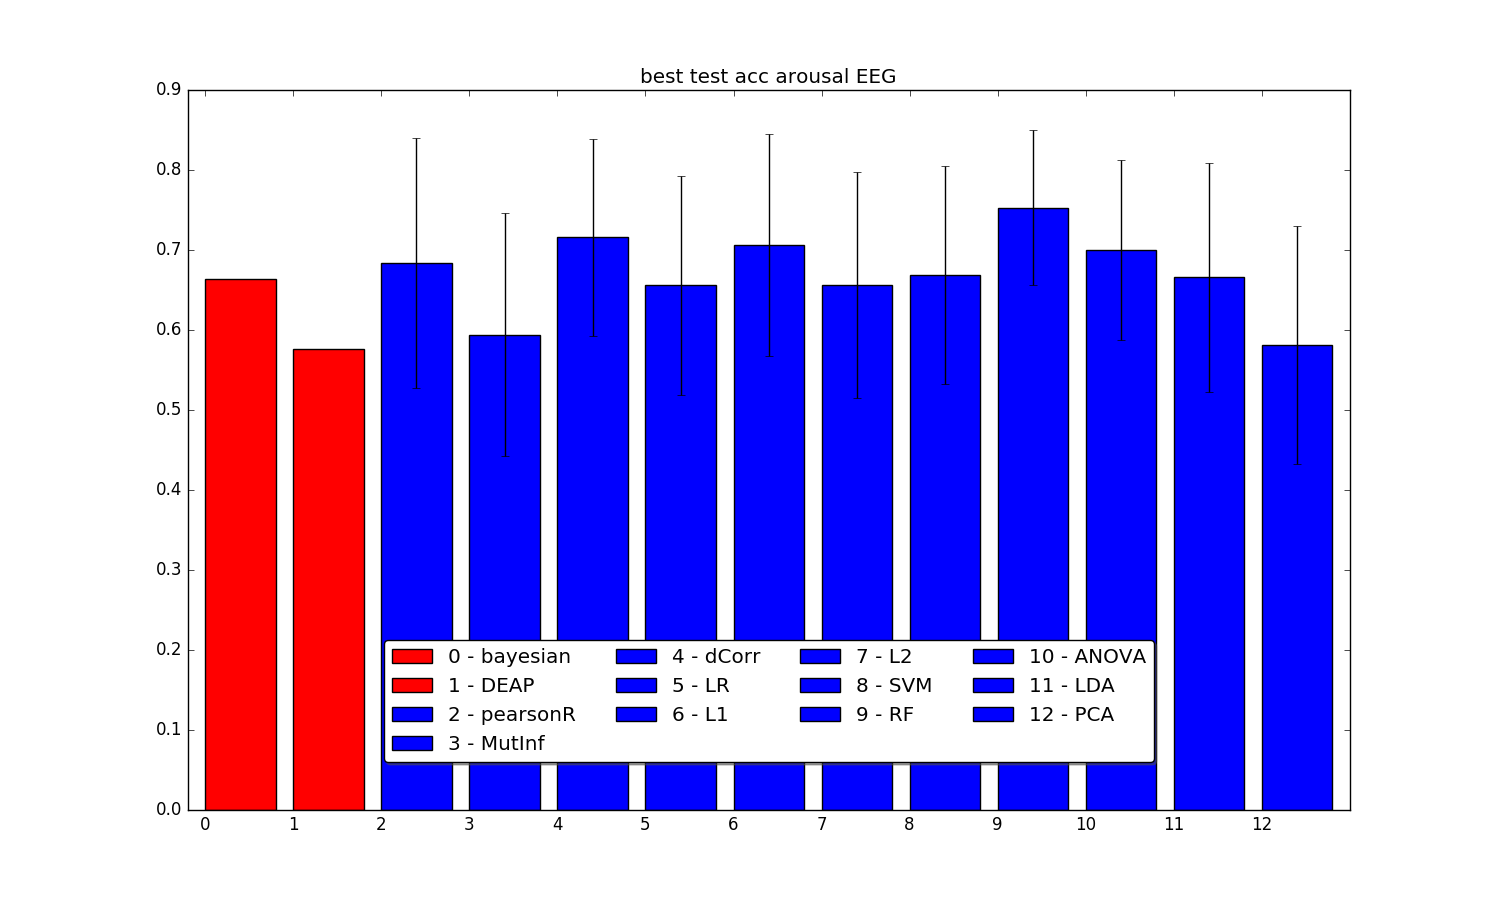 best test acc arousal EEG
0.9
0.8
0.7
0.6
0.5
0.4
0.3
0.2
0.1
0.0
0 - bayesian 4 - dCorr 7 - L2 10 - ANOVA
1 - DEAP 5 - LR 8 - SVM 11 - LDA
2 - pearsonR 6 - L1 9 - RF 12 - PCA
3 - MutInf
0 1 2 3 4 5 6 7 8 9 10 11 12